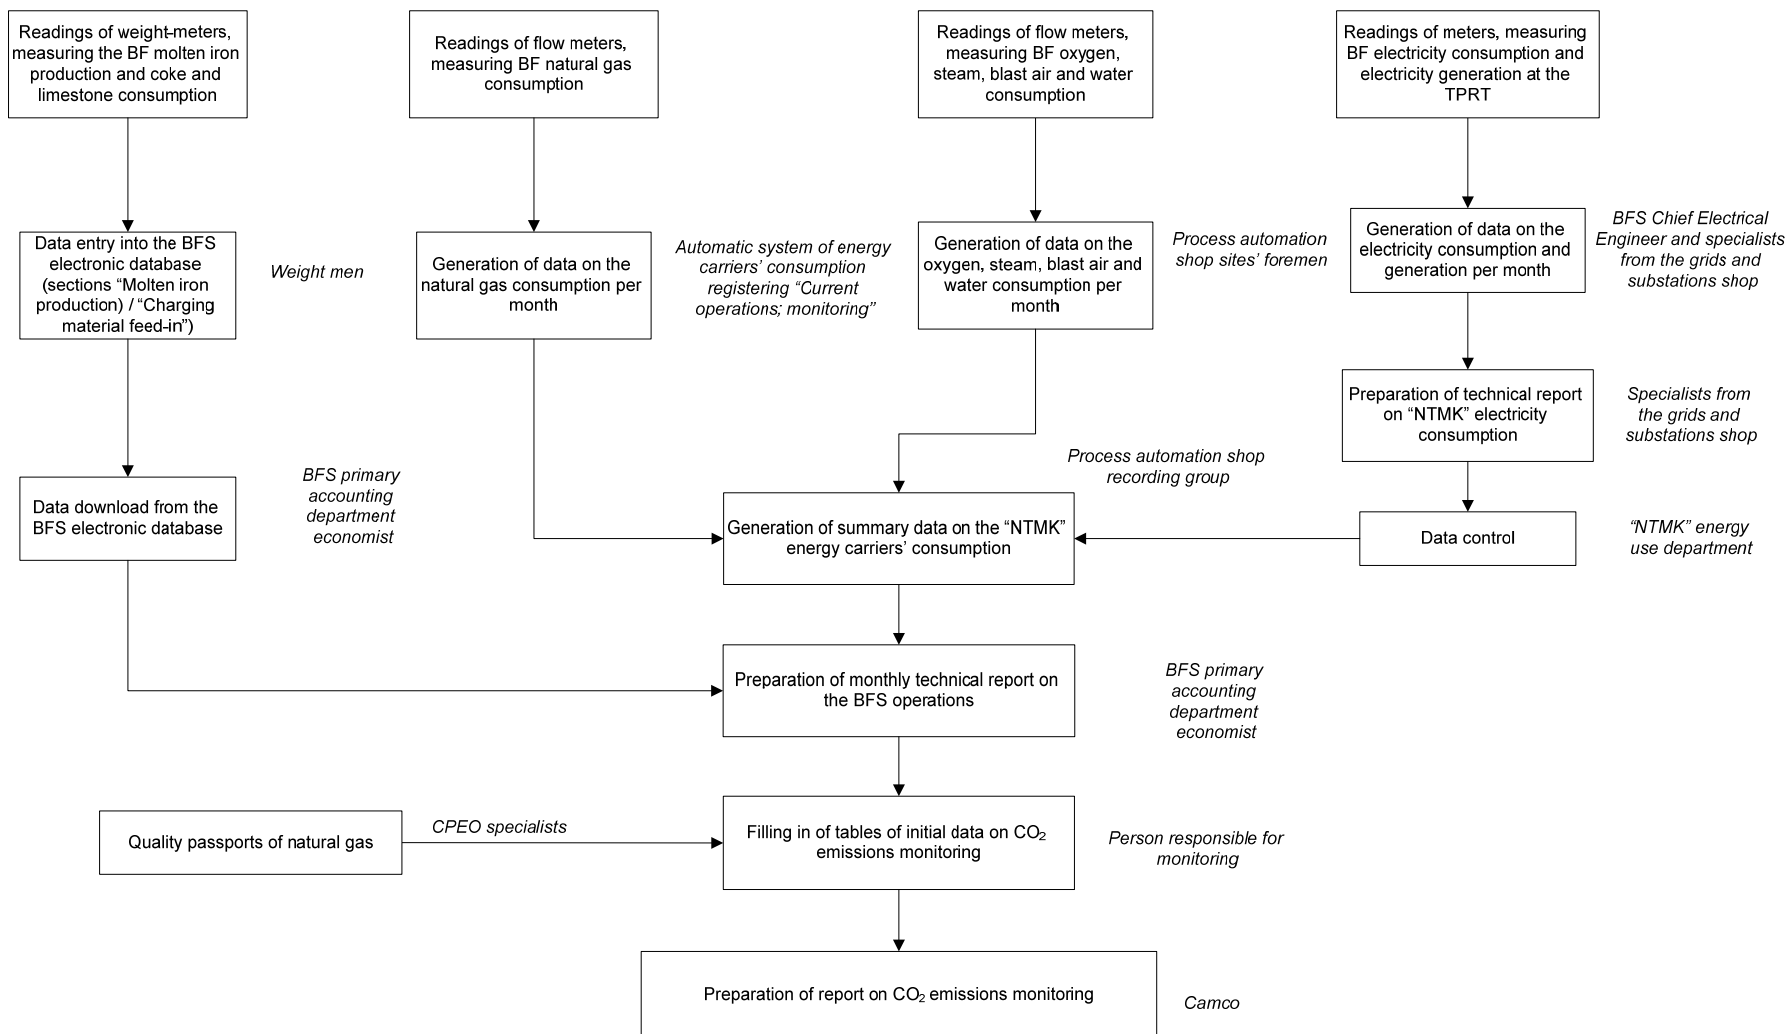 Readings of weight-meters,
measuring the BF molten iron
production and coke and
limestone consumption
Readings of flow meters,
measuring BF natural gas
consumption
Readings of flow meters,
measuring BF oxygen,
steam, blast air and water
consumption
Readings of meters, measuring
BF electricity consumption and
electricity generation at the
TPRT
Data entry into the BFS
electronic database
(sections “Molten iron
production) / “Charging
material feed-in”)
Weight men
Generation of data on the
natural gas consumption per
month
Automatic system of energy
carriers’ consumption
registering “Current
operations; monitoring”
Generation of data on the
oxygen, steam, blast air and
water consumption per
month
Process automation
shop sites’ foremen
Generation of data on the
electricity consumption and
generation per month
BFS Chief Electrical
Engineer and specialists
from the grids and
substations shop
Preparation of technical report
on “NTMK” electricity
consumption
Specialists from
the grids and
substations shop
Data download from the
BFS electronic database
BFS primary
accounting
department
economist
Process automation shop
recording group
Generation of summary data on the “NTMK”
energy carriers’ consumption
Data control
“NTMK” energy
use department
Preparation of monthly technical report on
the BFS operations
BFS primary
accounting
department
economist
Quality passports of natural gas
CPEO specialists
Filling in of tables of initial data on CO₂
emissions monitoring
Person responsible for
monitoring
Preparation of report on CO₂ emissions monitoring
Camco